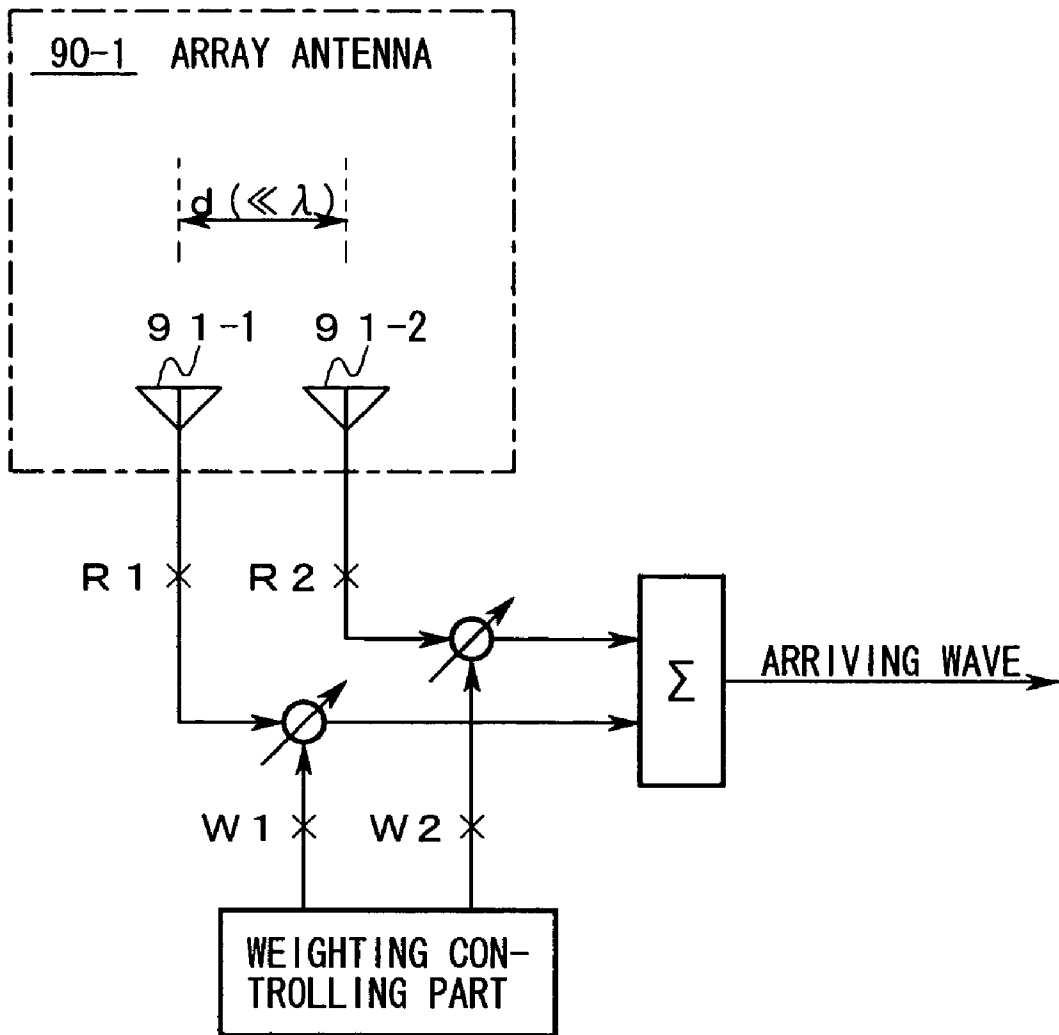 90-1 ARRAY ANTENNA
d (≪ λ)
91-1 91-2
R1 R2
Σ
ARRIVING WAVE
W1 W2
WEIGHTING CON-
TROLLING PART